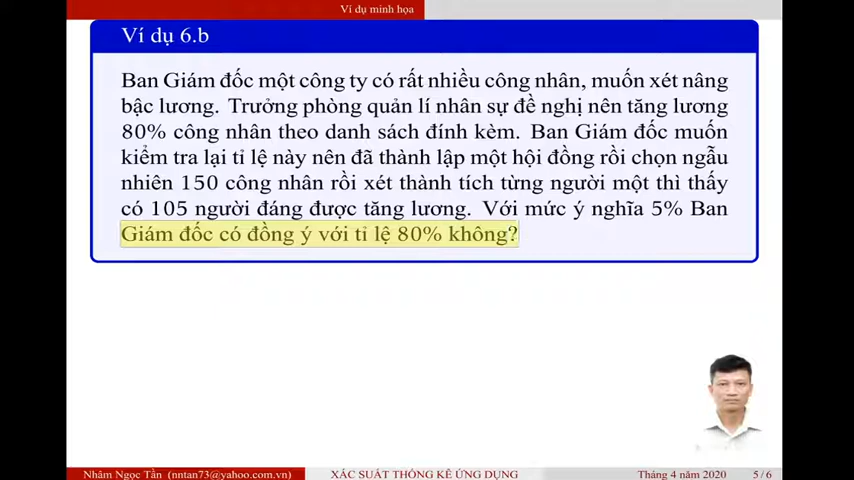 Ví dụ minh họa
Ví dụ 6.b
Ban Giám đốc một công ty có rất nhiều công nhân, muốn xét nâng
bậc lương. Trưởng phòng quản lí nhân sự đề nghị nên tăng lương
80% công nhân theo danh sách đính kèm. Ban Giám đốc muốn
kiểm tra lại tỉ lệ này nên đã thành lập một hội đồng rồi chọn ngẫu
nhiên 150 công nhân rồi xét thành tích từng người một thì thấy
có 105 người đáng được tăng lương. Với mức ý nghĩa 5% Ban
Giám đốc có đồng ý với tỉ lệ 80% không?
Nhâm Ngọc Tần (nntan73@yahoo.com.vn) XÁC SUẤT THỐNG KÊ ỨNG DỤNG Tháng 4 năm 2020 5 / 6